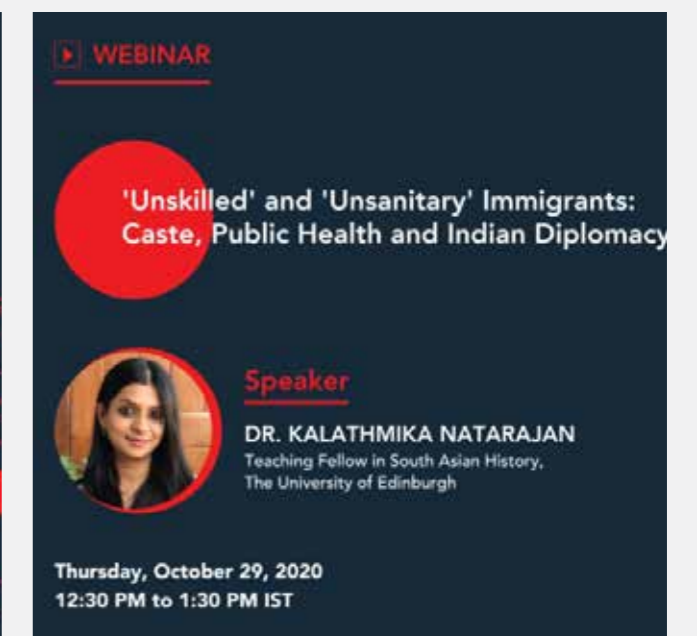 WEBINAR
'Unskilled' and 'Unsanitary' Immigrants:
Caste, Public Health and Indian Diplomacy
Speaker
DR. KALATHMIKA NATARAJAN
Teaching Fellow in South Asian History,
The University of Edinburgh
Thursday, October 29, 2020
12:30 PM to 1:30 PM IST